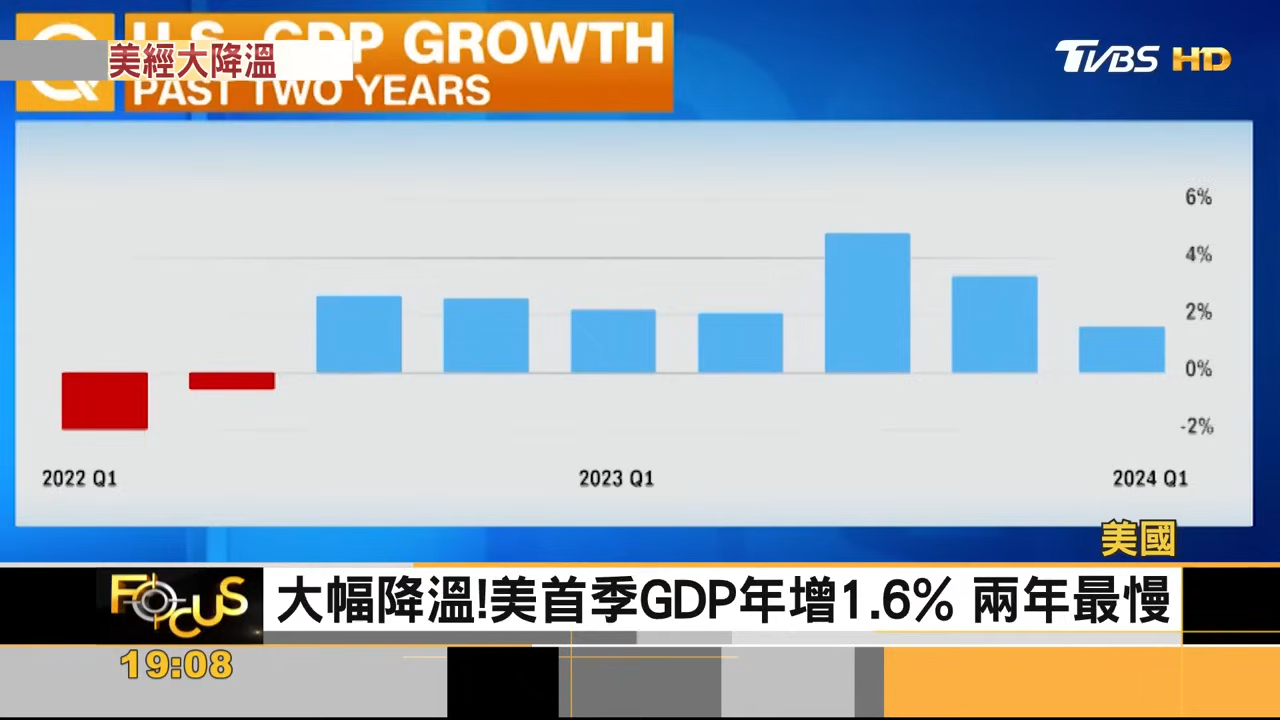 U.S. GDP GROWTH
美經大降溫
PAST TWO YEARS
TVBS HD
6%
4%
2%
0%
-2%
2022 Q1
2023 Q1
2024 Q1
美國
FOCUS
大幅降溫!美首季GDP年增1.6% 兩年最慢
19:08